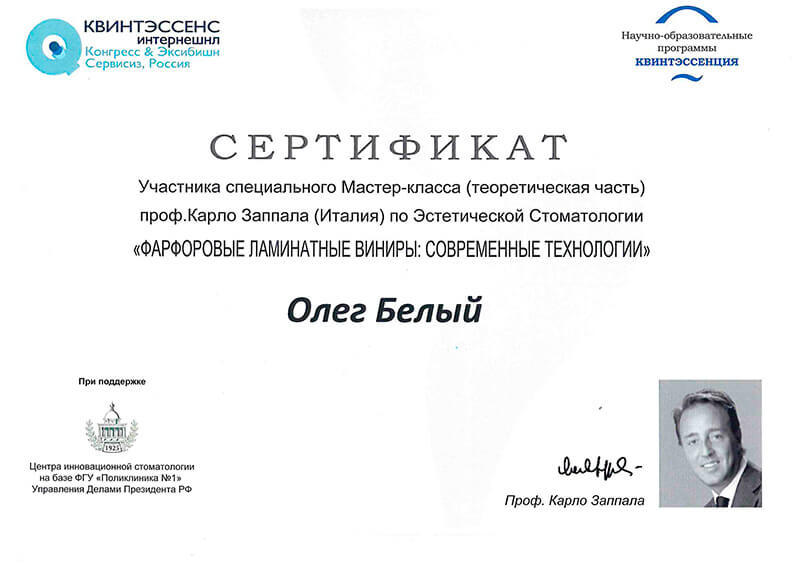 КВИНТЭССЕНС
интернешнл
Конгресс & Эксибишн
Сервисиз, Россия
Научно-образовательные
программы
КВИНТЭССЕНЦИЯ
СЕРТИФИКАТ
Участника специального Мастер-класса (теоретическая часть)
проф.Карло Заппала (Италия) по Эстетической Стоматологии
«ФАРФОРОВЫЕ ЛАМИНАТНЫЕ ВИНИРЫ: СОВРЕМЕННЫЕ ТЕХНОЛОГИИ»
Олег Белый
При поддержке
1925
Центра инновационной стоматологии
на базе ФГУ «Поликлиника №1»
Управления Делами Президента РФ
Проф. Карло Заппала